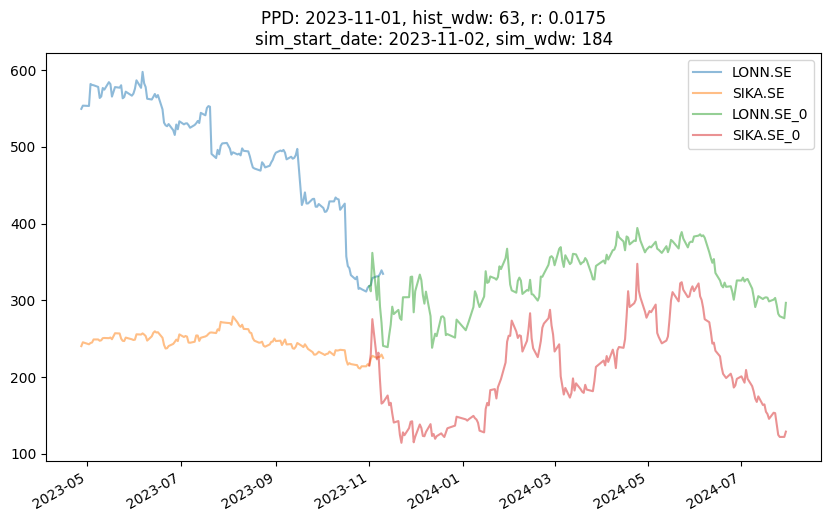 PPD: 2023-11-01, hist_wdw: 63, r: 0.0175
sim_start_date: 2023-11-02, sim_wdw: 184
LONN.SE
SIKA.SE
LONN.SE_0
SIKA.SE_0
600
500
400
300
200
100
2023-05
2023-07
2023-09
2023-11
2024-01
2024-03
2024-05
2024-07